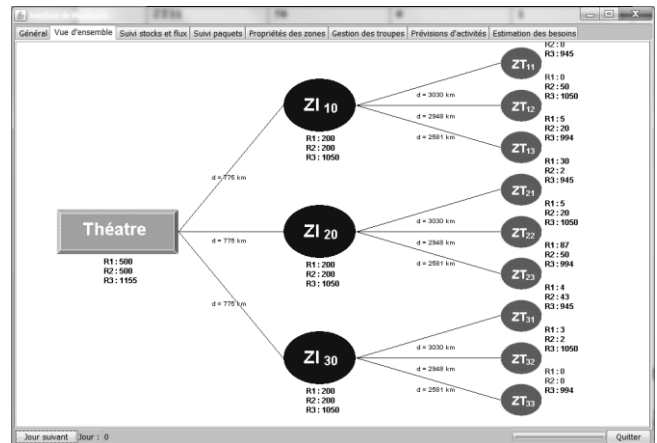 ZT11 70 0 1
Général Vue d'ensemble Suivi stocks et flux Suivi paquets Propriétés des zones Gestion des troupes Prévisions d'activités Estimation des besoins
Théatre
R1 : 500
R2 : 500
R3 : 1155
d = 775 km
d = 775 km
d = 775 km
ZI 10
R1 : 200
R2 : 200
R3 : 1050
ZI 20
R1 : 200
R2 : 200
R3 : 1050
ZI 30
R1 : 200
R2 : 200
R3 : 1050
d = 3030 km
d = 2948 km
d = 2581 km
d = 3030 km
d = 2948 km
d = 2581 km
d = 3030 km
d = 2948 km
d = 2581 km
ZT11
R2 : 0
R3 : 945
ZT12
R1 : 0
R2 : 50
R3 : 1050
ZT13
R1 : 5
R2 : 20
R3 : 994
ZT21
R1 : 30
R2 : 2
R3 : 945
ZT22
R1 : 5
R2 : 20
R3 : 1050
ZT23
R1 : 87
R2 : 50
R3 : 994
ZT31
R1 : 4
R2 : 43
R3 : 945
ZT32
R1 : 3
R2 : 2
R3 : 1050
ZT33
R1 : 0
R2 : 0
R3 : 994
Jour suivant Jour : 0 Quitter